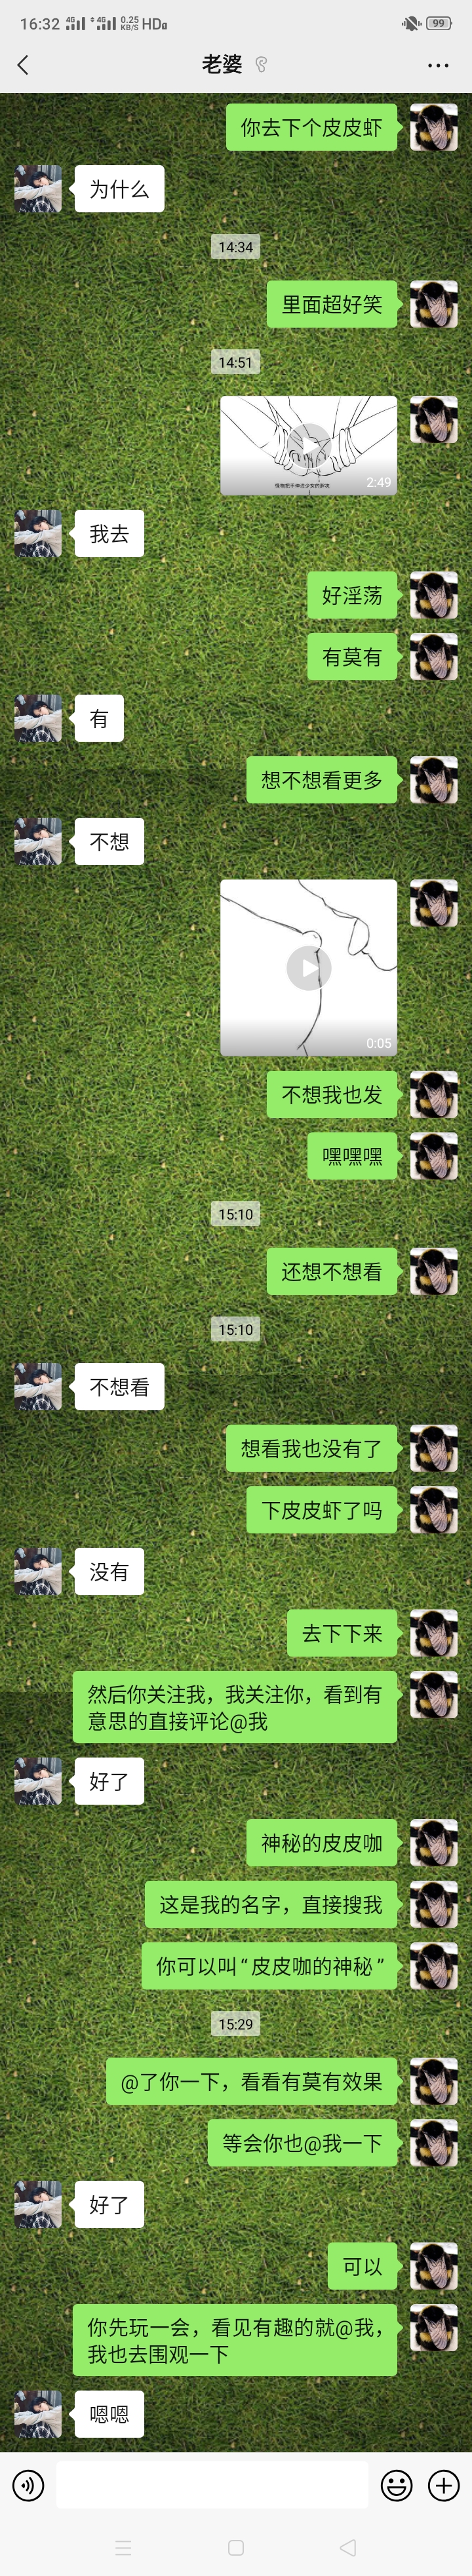 16:32 4G 4G 0.25 KB/S HD 99
老婆
你去下个皮皮虾
为什么
14:34
里面超好笑
14:51
2:49
我去
好淫荡
有莫有
有
想不想看更多
不想
0:05
不想我也发
嘿嘿嘿
15:10
还想不想看
15:10
不想看
想看我也没有了
下皮皮虾了吗
没有
去下下来
然后你关注我，我关注你，看到有
意思的直接评论@我
好了
神秘的皮皮咖
这是我的名字，直接搜我
你可以叫“皮皮咖的神秘”
15:29
@了你一下，看看有莫有效果
等会你也@我一下
好了
可以
你先玩一会，看见有趣的就@我，
我也去围观一下
嗯嗯